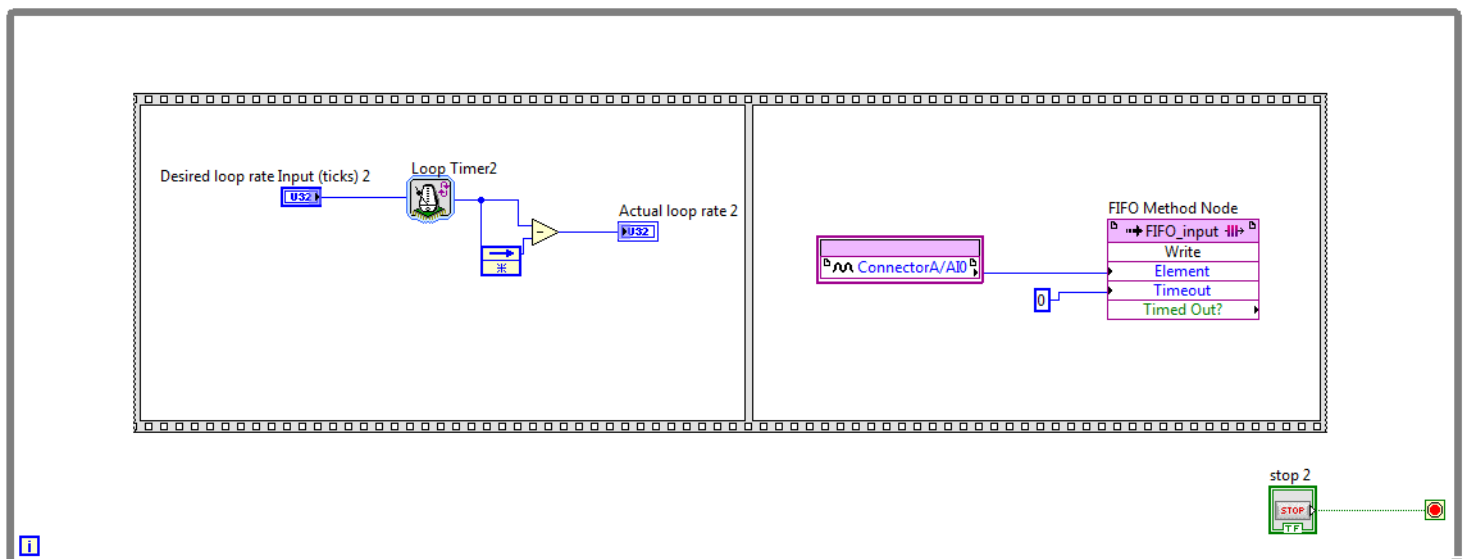 Desired loop rate Input (ticks) 2
U32
Loop Timer2
Actual loop rate 2
U32
ConnectorA/AI0
FIFO Method Node
FIFO_input
Write
Element
Timeout
Timed Out?
0
stop 2
STOP
TF
i